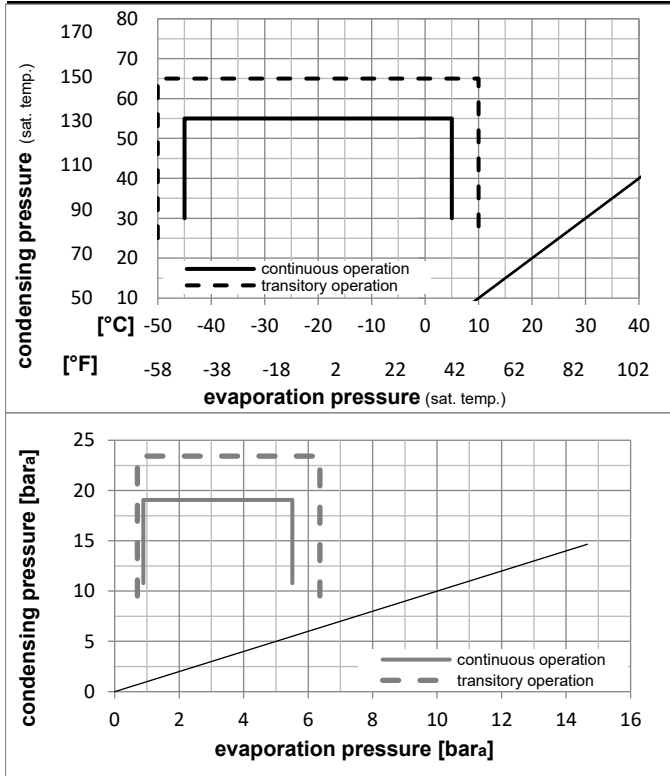 condensing pressure (sat. temp.)
170 80
70
150 60
130 50
110 40
90 30
70 20
50 10
continuous operation
transitory operation
[°C] -50 -40 -30 -20 -10 0 10 20 30 40
[°F] -58 -38 -18 2 22 42 62 82 102
evaporation pressure (sat. temp.)
condensing pressure [bara]
25
20
15
10
5
0
continuous operation
transitory operation
0 2 4 6 8 10 12 14 16
evaporation pressure [bara]